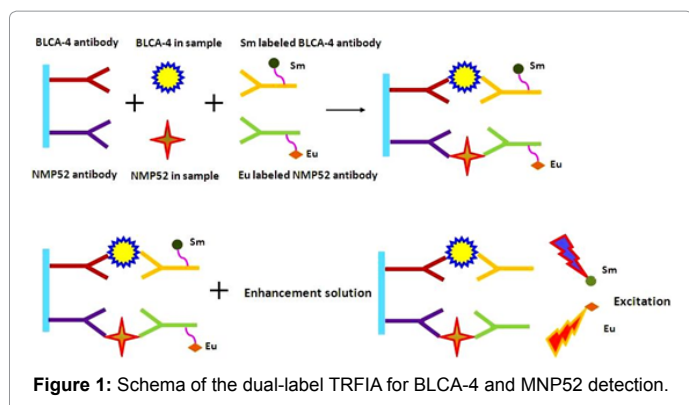 BLCA-4 antibody BLCA-4 in sample Sm labeled BLCA-4 antibody
Sm
Sm
Eu
Eu
NMP52 antibody NMP52 in sample Eu labeled NMP52 antibody
Sm
Sm
Enhancement solution
Excitation
Eu
Eu
Figure 1: Schema of the dual-label TRFIA for BLCA-4 and MNP52 detection.